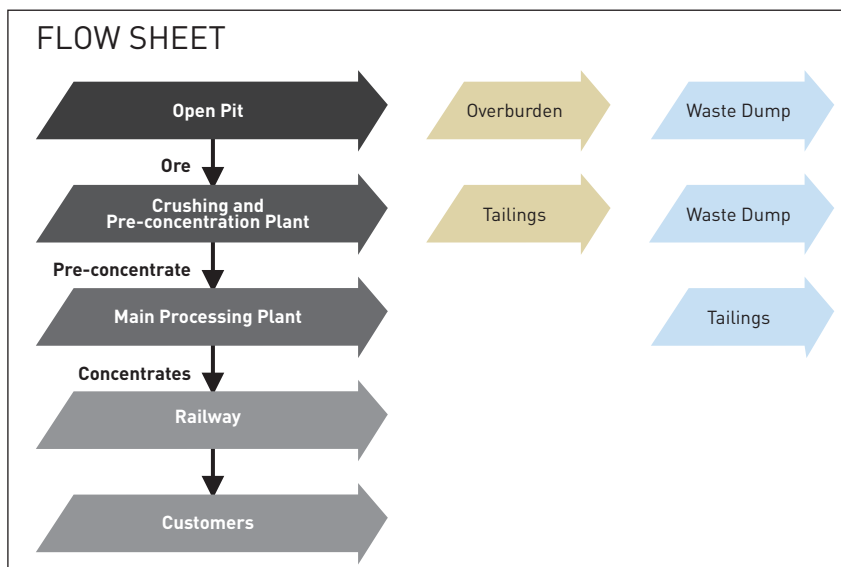 FLOW SHEET
Open Pit
Overburden
Waste Dump
Ore
Crushing and
Pre-concentration Plant
Tailings
Waste Dump
Pre-concentrate
Main Processing Plant
Tailings
Concentrates
Railway
Customers